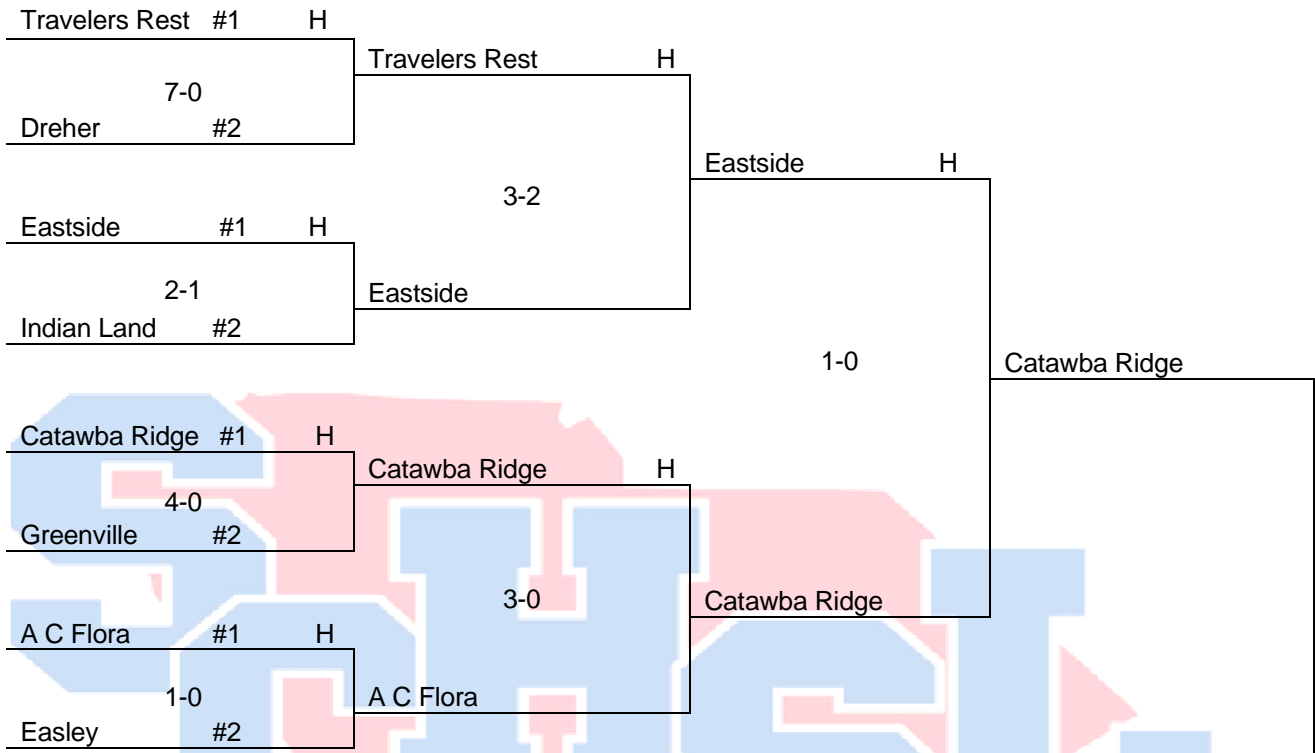 Travelers Rest #1 H
Travelers Rest H
7-0
Dreher #2
Eastside H
3-2
Eastside #1 H
2-1
Eastside
Indian Land #2
1-0
Catawba Ridge
Catawba Ridge #1 H
Catawba Ridge H
4-0
Greenville #2
3-0
Catawba Ridge
A C Flora #1 H
1-0
A C Flora
Easley #2